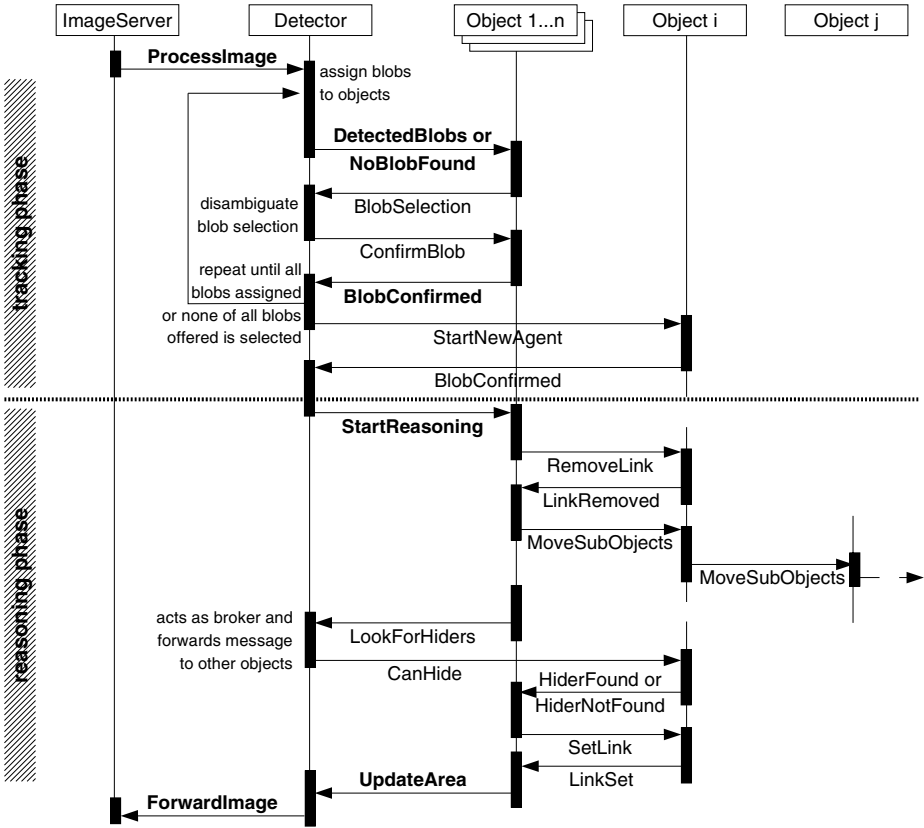 ImageServer
Detector
Object 1...n
Object i
Object j
ProcessImage
assign blobs
to objects
DetectedBlobs or
NoBlobFound
BlobSelection
disambiguate
blob selection
ConfirmBlob
repeat until all
blobs assigned
or none of all blobs
offered is selected
BlobConfirmed
StartNewAgent
BlobConfirmed
tracking phase
StartReasoning
RemoveLink
LinkRemoved
MoveSubObjects
MoveSubObjects
acts as broker and
forwards message
to other objects
LookForHiders
CanHide
HiderFound or
HiderNotFound
SetLink
LinkSet
UpdateArea
ForwardImage
reasoning phase